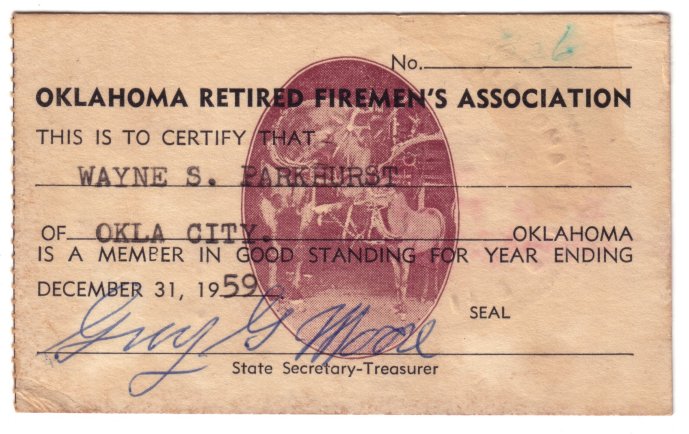 No.
OKLAHOMA RETIRED FIREMEN'S ASSOCIATION
THIS IS TO CERTIFY THAT
WAYNE S. PARKHURST
OF OKLA CITY. OKLAHOMA
IS A MEMBER IN GOOD STANDING FOR YEAR ENDING
DECEMBER 31, 1959
SEAL
Guy G Moore
State Secretary-Treasurer